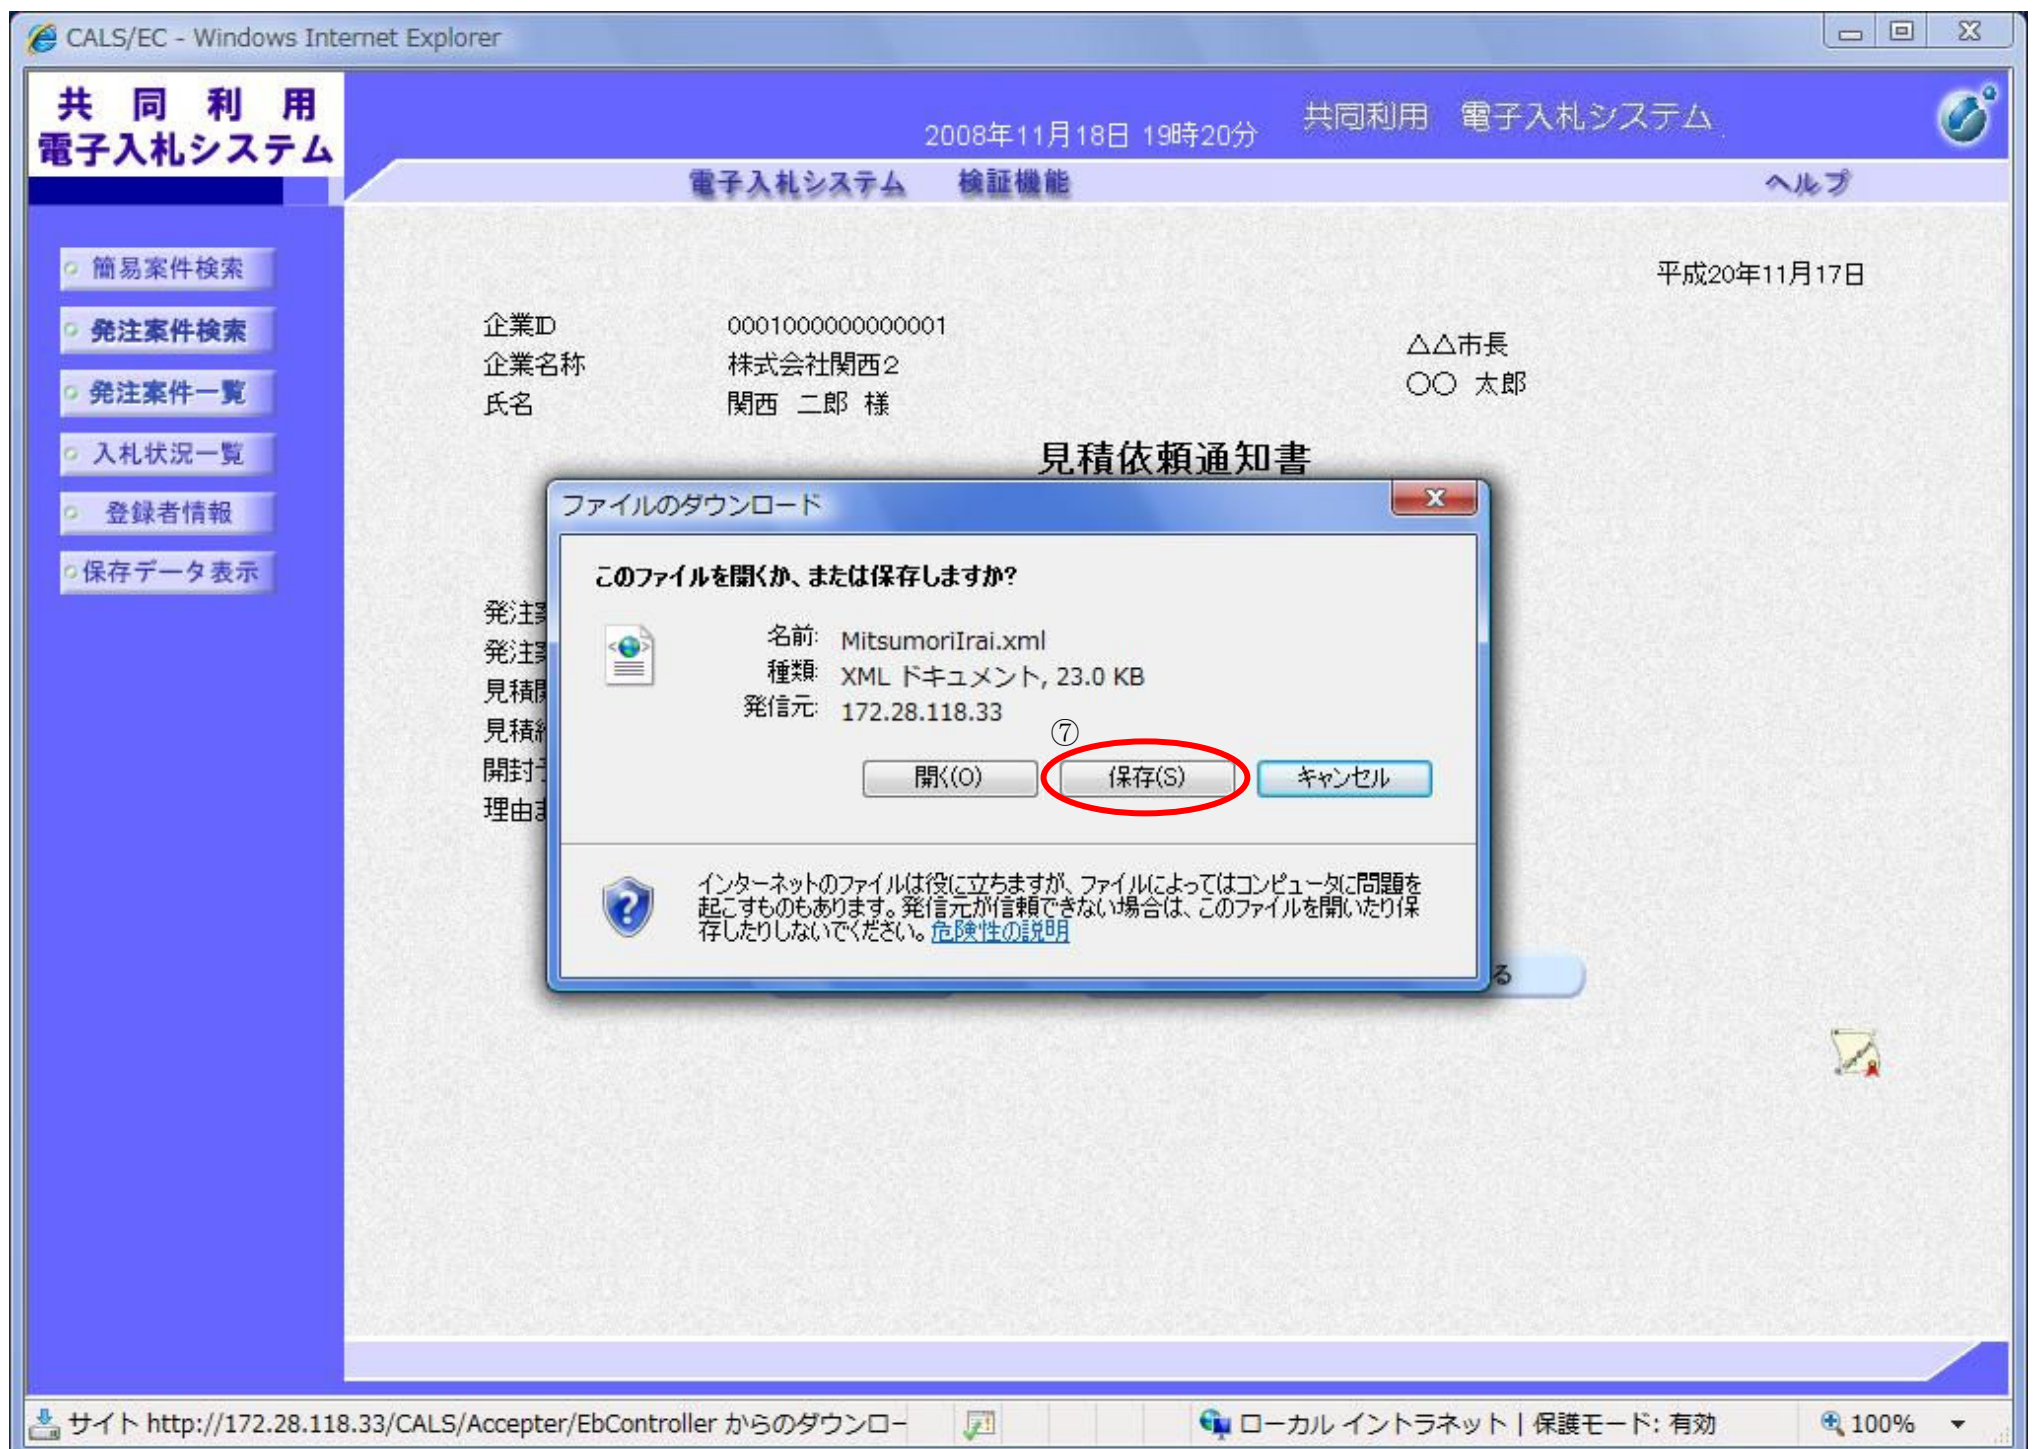 CALS/EC - Windows Internet Explorer
共同利用
電子入札システム
2008年11月18日 19時20分
共同利用 電子入札システム
電子入札システム 検証機能
ヘルプ
簡易案件検索
発注案件検索
発注案件一覧
入札状況一覧
登録者情報
保存データ表示
平成20年11月17日
企業ID 0001000000000001
企業名称 株式会社関西2
氏名 関西 二郎 様
△△市長
○○ 太郎
見積依頼通知書
発注
発注
見積
見積
開封
理由
ファイルのダウンロード
このファイルを開くか、または保存しますか?
名前: MitsumoriIrai.xml
種類: XML ドキュメント, 23.0 KB
発信元: 172.28.118.33
⑦
開く(O) 保存(S) キャンセル
インターネットのファイルは役に立ちますが、ファイルによってはコンピュータに問題を
起こすものもあります。発信元が信頼できない場合は、このファイルを開いたり保
存したりしないでください。危険性の説明
る
サイト http://172.28.118.33/CALS/Accepter/EbController からのダウンロー
ローカル イントラネット | 保護モード: 有効
100%